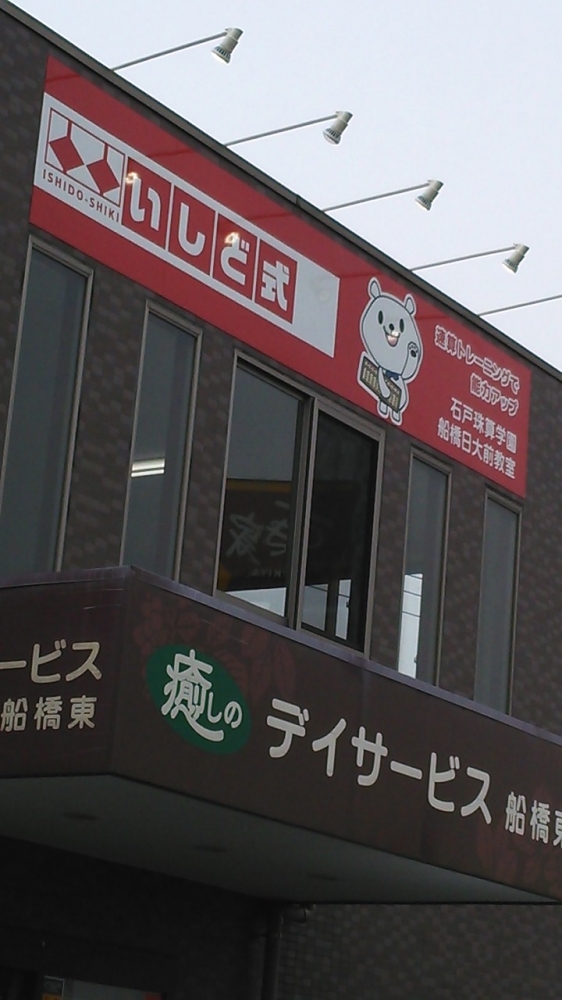 ISHIDO-SHIKI
いしど式
速算トレーニングで
能力アップ
石戸珠算学園
船橋日大前教室
ービス
船橋東
癒しの
デイサービス
船橋東